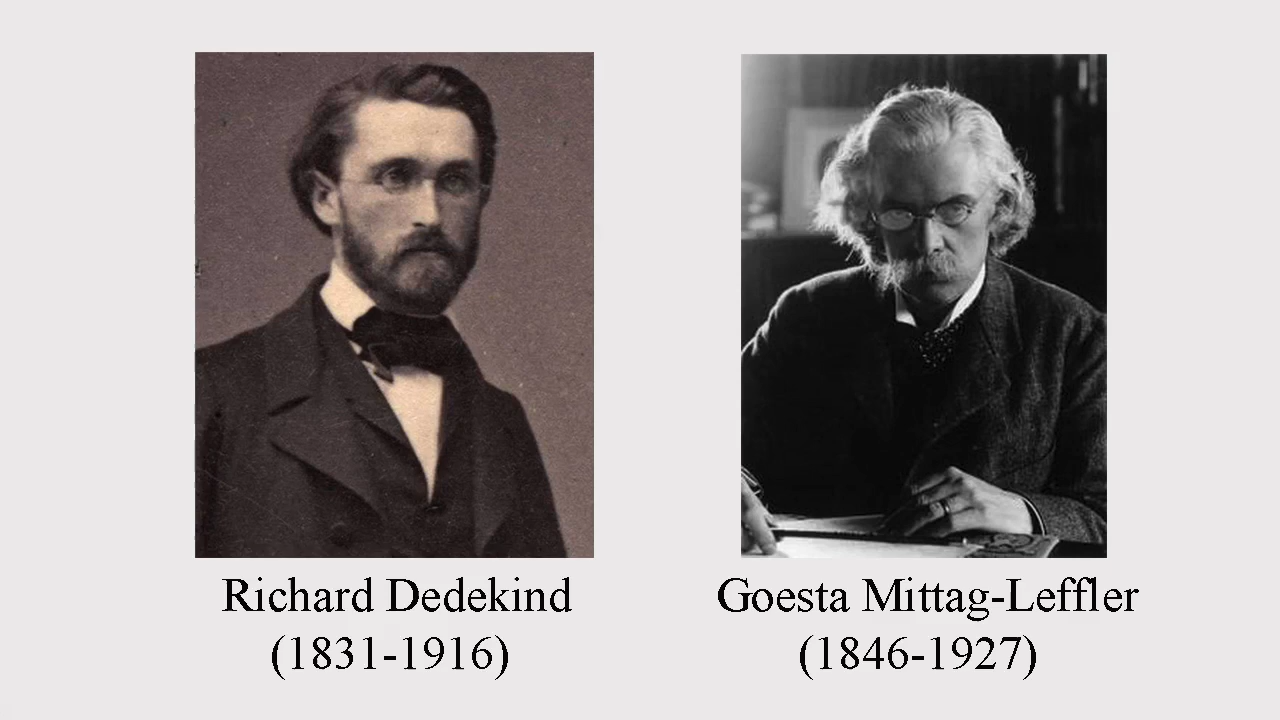 Richard Dedekind
(1831-1916)
Goesta Mittag-Leffler
(1846-1927)